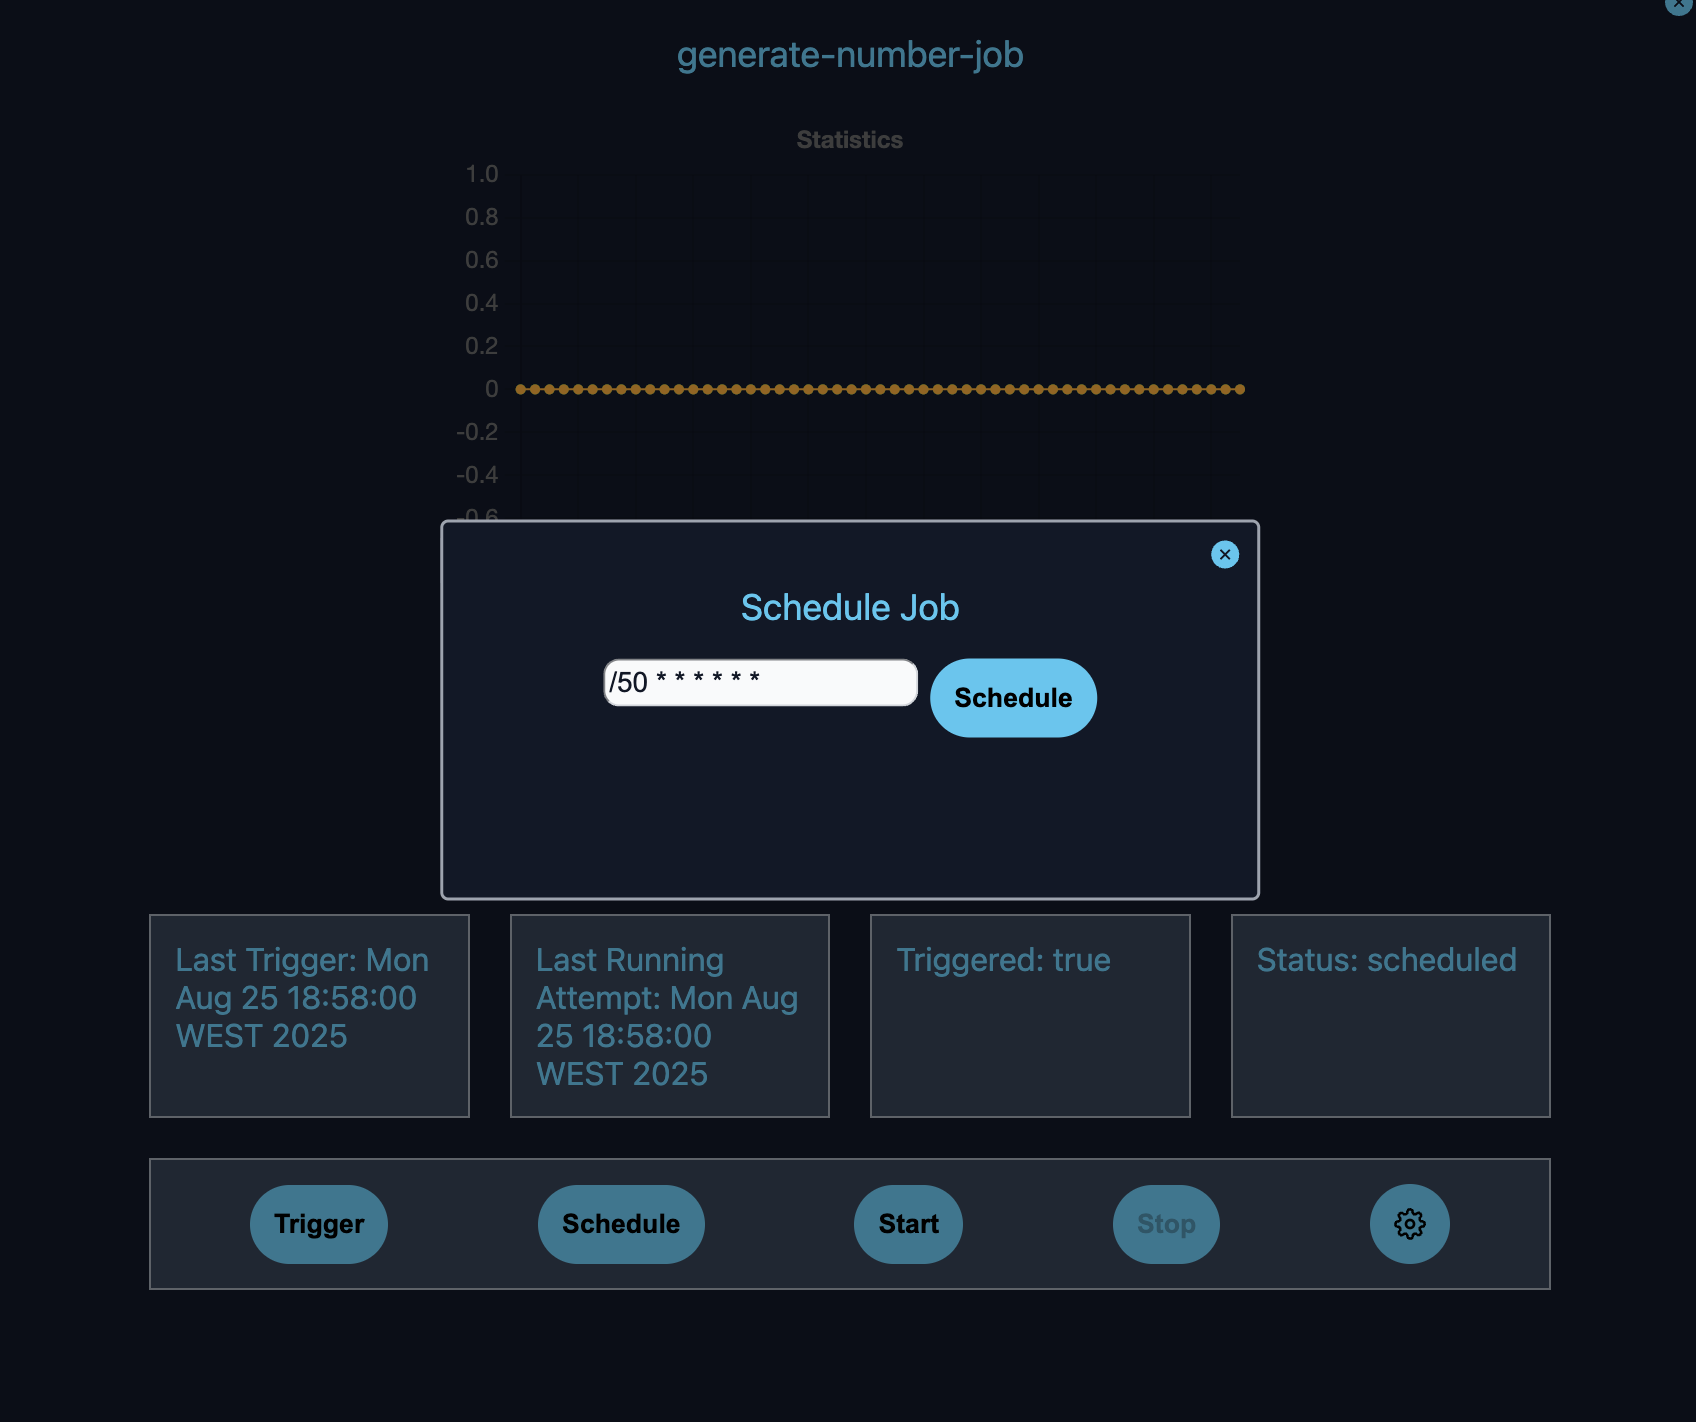 generate-number-job
Statistics
1.0
0.8
0.6
0.4
0.2
0
-0.2
-0.4
-0.6
Schedule Job
/50 * * * * * *
Schedule
Last Trigger: Mon
Aug 25 18:58:00
WEST 2025
Last Running
Attempt: Mon Aug
25 18:58:00
WEST 2025
Triggered: true
Status: scheduled
Trigger
Schedule
Start
Stop